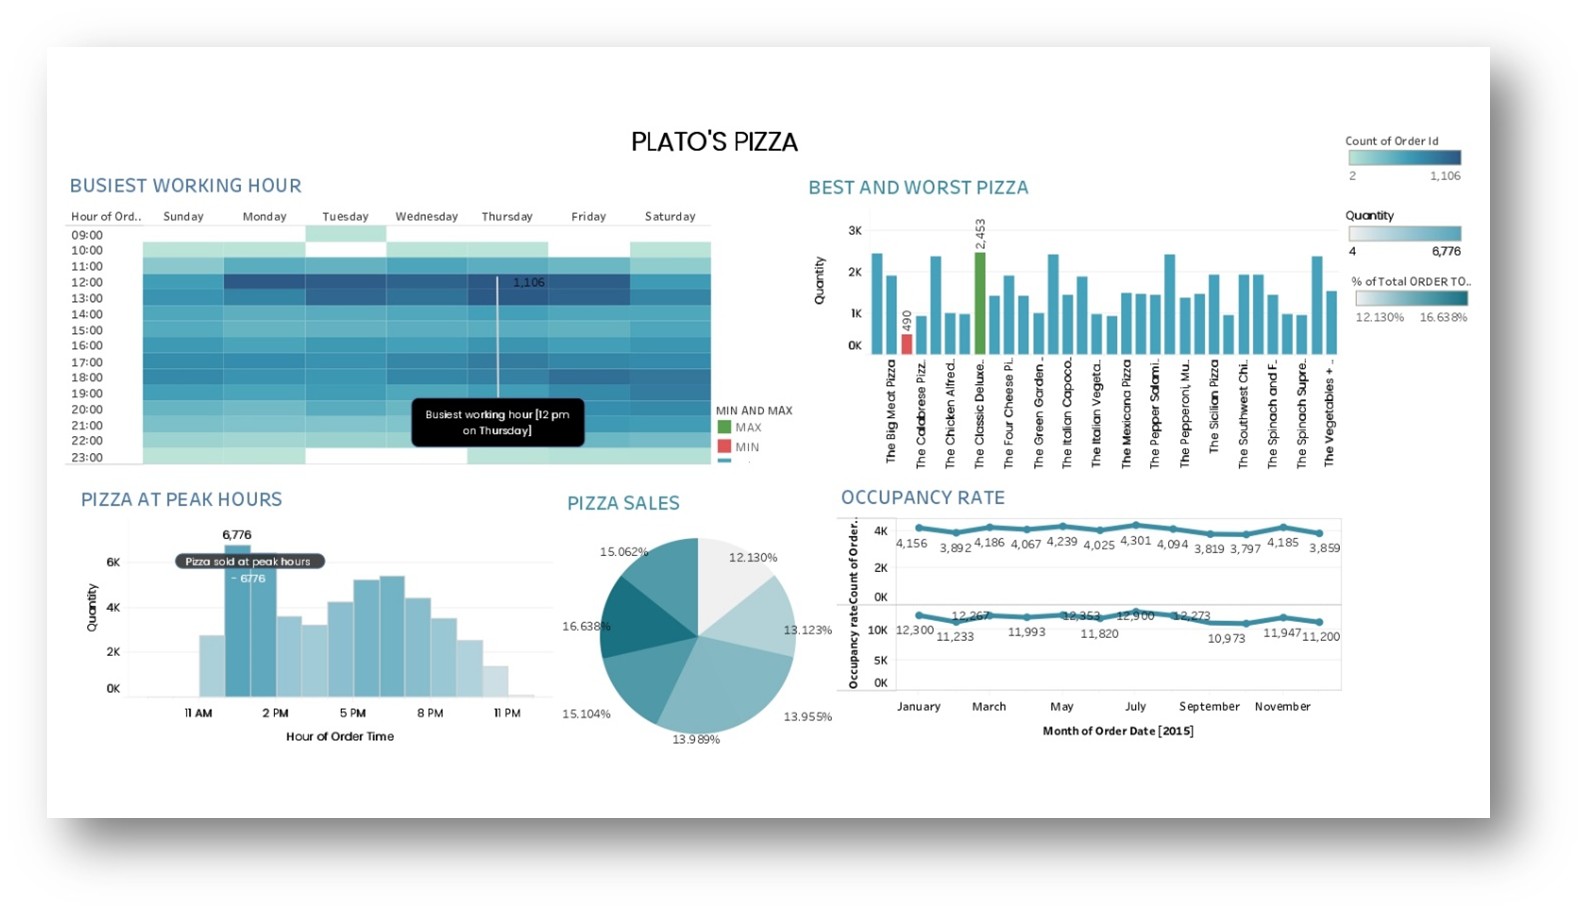 PLATO'S PIZZA
BUSIEST WORKING HOUR
Hour of Ord.. Sunday Monday Tuesday Wednesday Thursday Friday Saturday
09:00
10:00
11:00
12:00
1,106
13:00
14:00
15:00
16:00
17:00
18:00
19:00
20:00
21:00
22:00
23:00
Busiest working hour [12 pm
on Thursday]
MIN AND MAX
MAX
MIN
BEST AND WORST PIZZA
Quantity
3K
2K
1K
0K
490
2,453
The Big Meat Pizza
The Calabrese Pizz..
The Chicken Alfred..
The Classic Deluxe..
The Four Cheese Pi..
The Green Garden ..
The Italian Capoco..
The Italian Vegeta..
The Mexicana Pizza
The Pepper Salami..
The Pepperoni, Mu..
The Sicilian Pizza
The Southwest Chi..
The Spinach and F..
The Spinach Supre..
The Vegetables + ..
Count of Order Id
2 1,106
Quantity
4 6,776
% of Total ORDER TO..
12.130% 16.638%
PIZZA AT PEAK HOURS
6,776
Pizza sold at peak hours
- 6776
Quantity
6K
4K
2K
0K
11 AM 2 PM 5 PM 8 PM 11 PM
Hour of Order Time
PIZZA SALES
15.062%
12.130%
16.638%
13.123%
15.104%
13.955%
13.989%
OCCUPANCY RATE
Count of Order..
4K
2K
0K
4,156 3,892 4,186 4,067 4,239 4,025 4,301 4,094 3,819 3,797 4,185 3,859
Occupancy rate
10K
5K
0K
12,300 11,233 12,267 11,993 12,353 11,820 12,900 12,273 10,973 11,947 11,200
January March May July September November
Month of Order Date [2015]